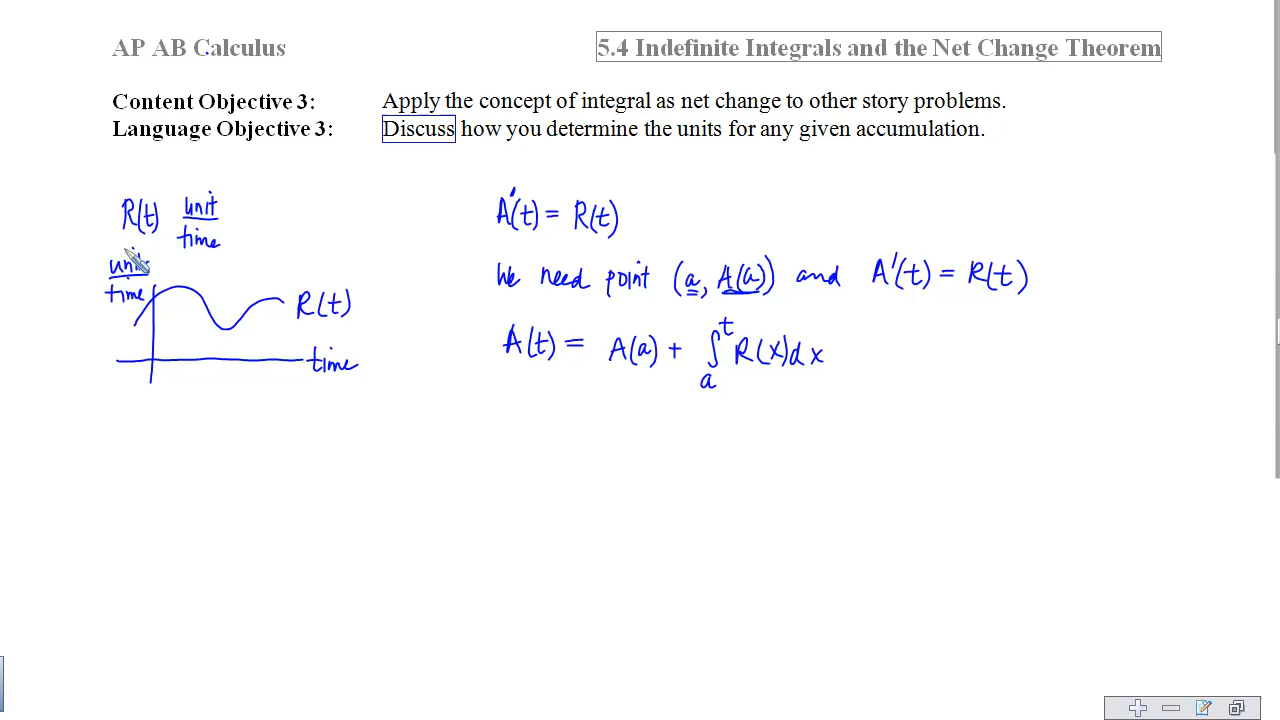 AP AB Calculus
5.4 Indefinite Integrals and the Net Change Theorem
Content Objective 3: Apply the concept of integral as net change to other story problems.
Language Objective 3: Discuss how you determine the units for any given accumulation.
R(t) unit/time
unit/time
R(t)
time
A'(t) = R(t)
We need point (a, A(a)) and A'(t) = R(t)
A(t) = A(a) + ∫_a^t R(x)dx